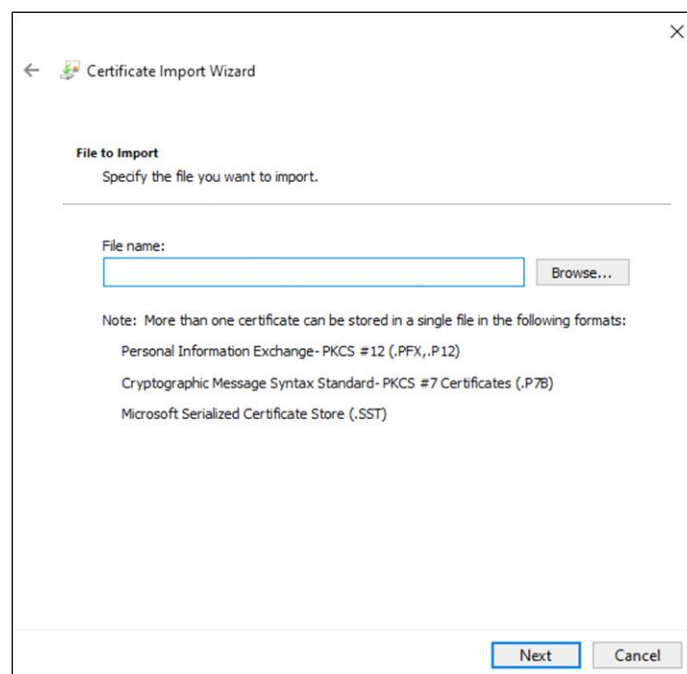 Certificate Import Wizard
File to Import
Specify the file you want to import.
File name:
Browse...
Note: More than one certificate can be stored in a single file in the following formats:
Personal Information Exchange- PKCS #12 (.PFX,.P12)
Cryptographic Message Syntax Standard- PKCS #7 Certificates (.P7B)
Microsoft Serialized Certificate Store (.SST)
Next
Cancel